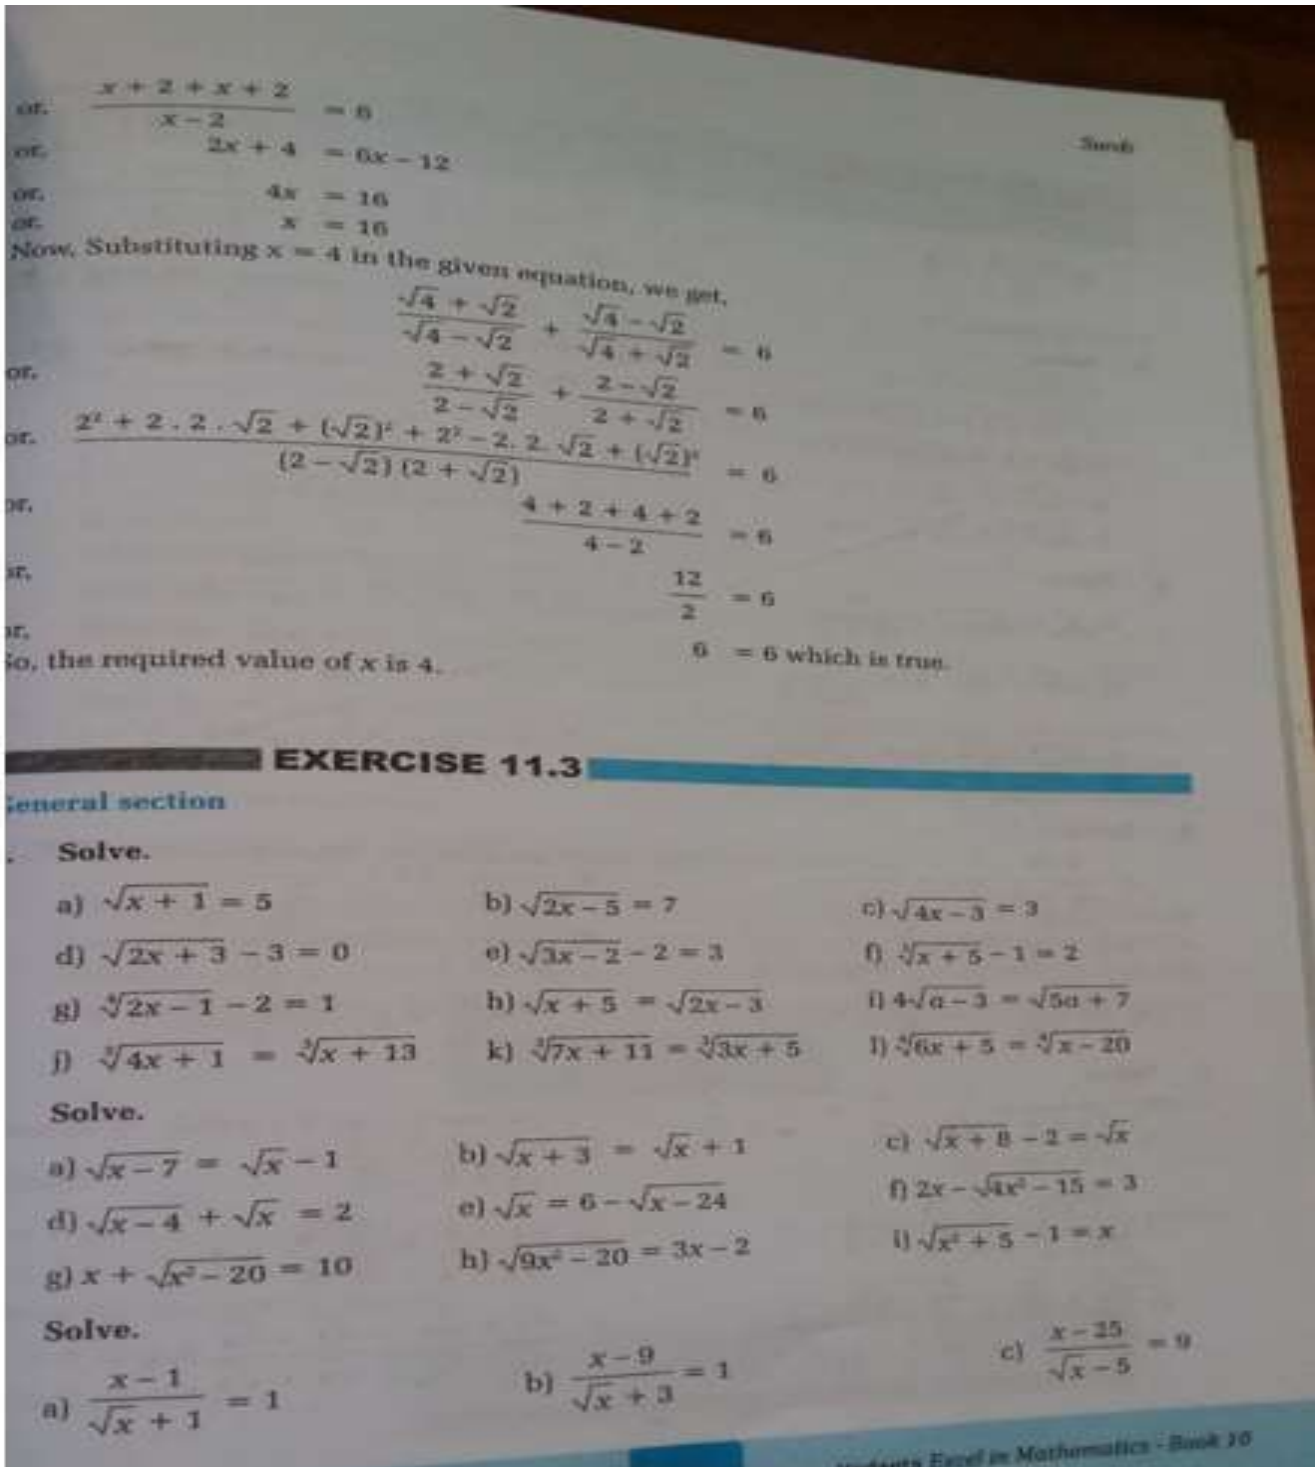 or. (x + 2 + x + 2)/(x – 2) = 6
or. 2x + 4 = 6x – 12
or. 4x = 16
or. x = 16
Now, Substituting x = 4 in the given equation, we get,
(√4 + √2)/(√4 – √2) + (√4 – √2)/(√4 + √2) = 6
or. (2 + √2)/(2 – √2) + (2 – √2)/(2 + √2) = 6
or. (2² + 2 . 2 . √2 + (√2)² + 2² – 2. 2. √2 + (√2)²)/((2 – √2) (2 + √2)) = 6
or. (4 + 2 + 4 + 2)/(4 – 2) = 6
or, 12/2 = 6
or, 6 = 6 which is true.
So, the required value of x is 4.
EXERCISE 11.3
General section
Solve.
a) √(x + 1) = 5 b) √(2x – 5) = 7 c) √(4x – 3) = 3
d) √(2x + 3) – 3 = 0 e) √(3x – 2) – 2 = 3 f) x + 5 – 1 = 2
g) 2x – 1 – 2 = 1 h) √(x + 5) = √(2x – 3) i) 4√(a – 3) = √(5a + 7)
j) 4x + 1 = x + 13 k) ∛(7x + 11) = ∛(3x + 5) l) 6x + 5 = x – 20
Solve.
a) √(x – 7) = √x – 1 b) √(x + 3) = √x + 1 c) √(x + 8) – 2 = √x
d) √(x – 4) + √x = 2 e) √x = 6 – √(x – 24) f) 2x – √(4x² – 15) = 3
g) x + √(x² – 20) = 10 h) √(9x² – 20) = 3x – 2 i) √(x² + 5) – 1 = x
Solve.
a) (x – 1)/(√x + 1) = 1 b) (x – 9)/(√x + 3) = 1 c) (x – 25)/(√x – 5) = 9
Excel in Mathematics - Book 10